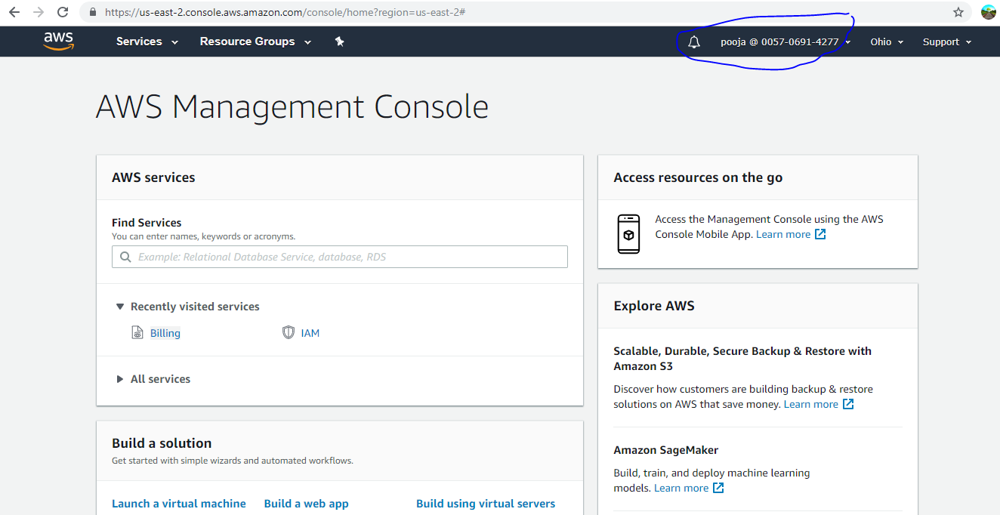 https://us-east-2.console.aws.amazon.com/console/home?region=us-east-2#
aws Services Resource Groups pooja @ 0057-0691-4277 Ohio Support
AWS Management Console
AWS services
Find Services
You can enter names, keywords or acronyms.
Example: Relational Database Service, database, RDS
Recently visited services
Billing IAM
All services
Build a solution
Get started with simple wizards and automated workflows.
Launch a virtual machine Build a web app Build using virtual servers
Access resources on the go
Access the Management Console using the AWS
Console Mobile App. Learn more
Explore AWS
Scalable, Durable, Secure Backup & Restore with
Amazon S3
Discover how customers are building backup & restore
solutions on AWS that save money. Learn more
Amazon SageMaker
Build, train, and deploy machine learning
models. Learn more